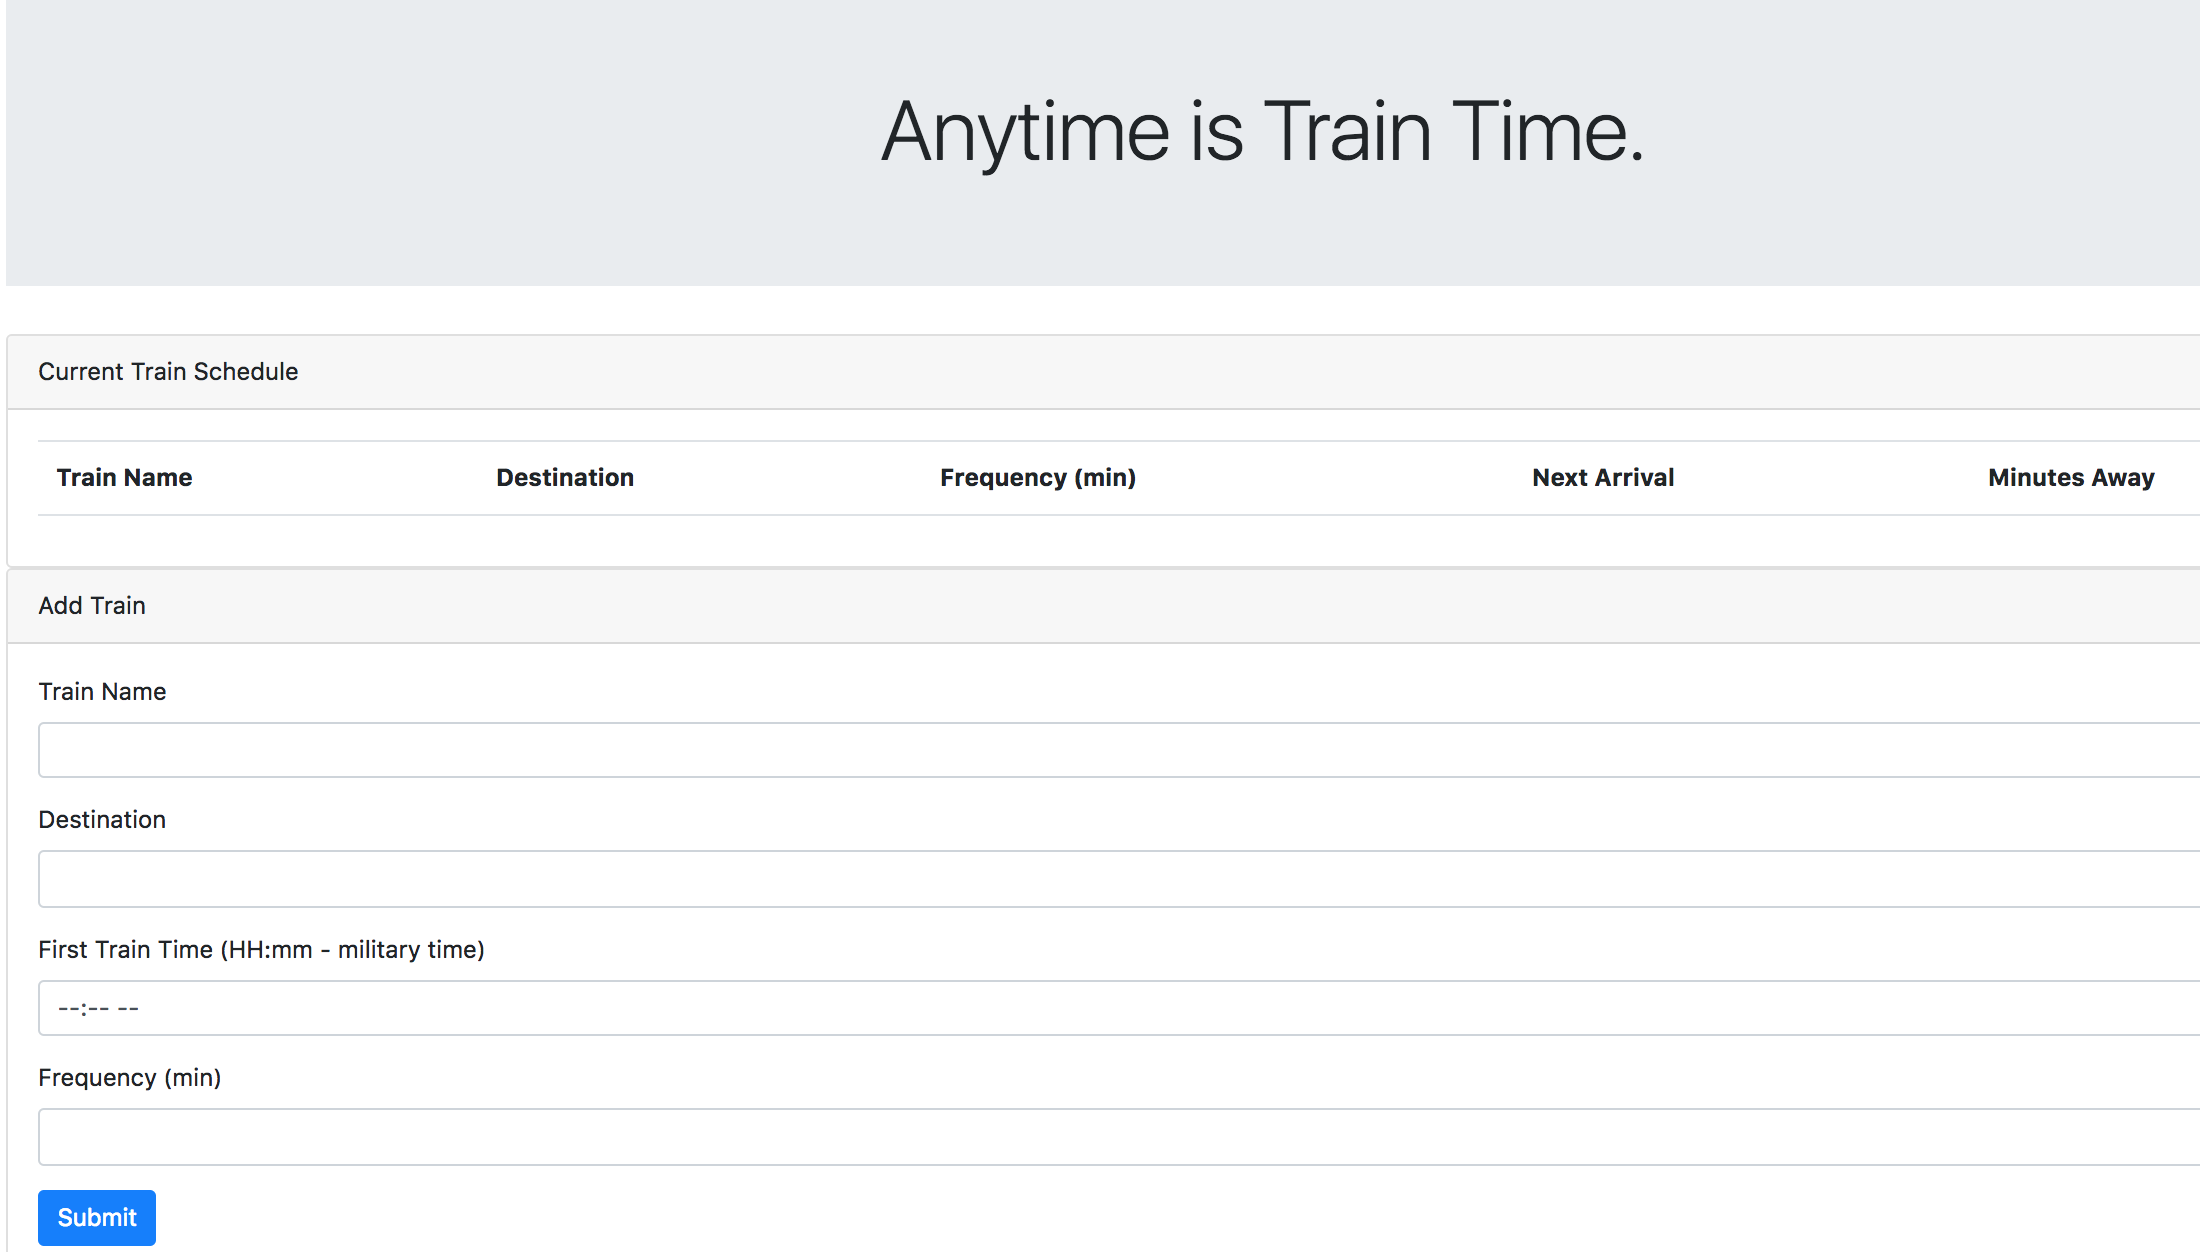 Anytime is Train Time.
Current Train Schedule
Train Name Destination Frequency (min) Next Arrival Minutes Away
Add Train
Train Name
Destination
First Train Time (HH:mm - military time)
--:-- --
Frequency (min)
Submit